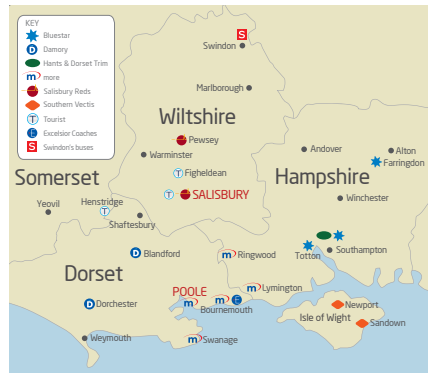 KEY
Bluestar
D Damory
Hants & Dorset Trim
m more
Salisbury Reds
Southern Vectis
T Tourist
E Excelsior Coaches
S Swindon's buses
S
Swindon
Marlborough
Wiltshire
Pewsey
Warminster
Andover
Alton
Farringdon
T Figheldean
Somerset
Hampshire
T SALISBURY
Yeovil
Henstridge
T
Winchester
Shaftesbury
D Blandford
m Ringwood
Totton
Southampton
Dorset
POOLE
m
m Lymington
D Dorchester
m E
Bournemouth
Newport
Isle of Wight
Sandown
Weymouth
m Swanage